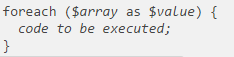 foreach ($array as $value) {
  code to be executed;
}